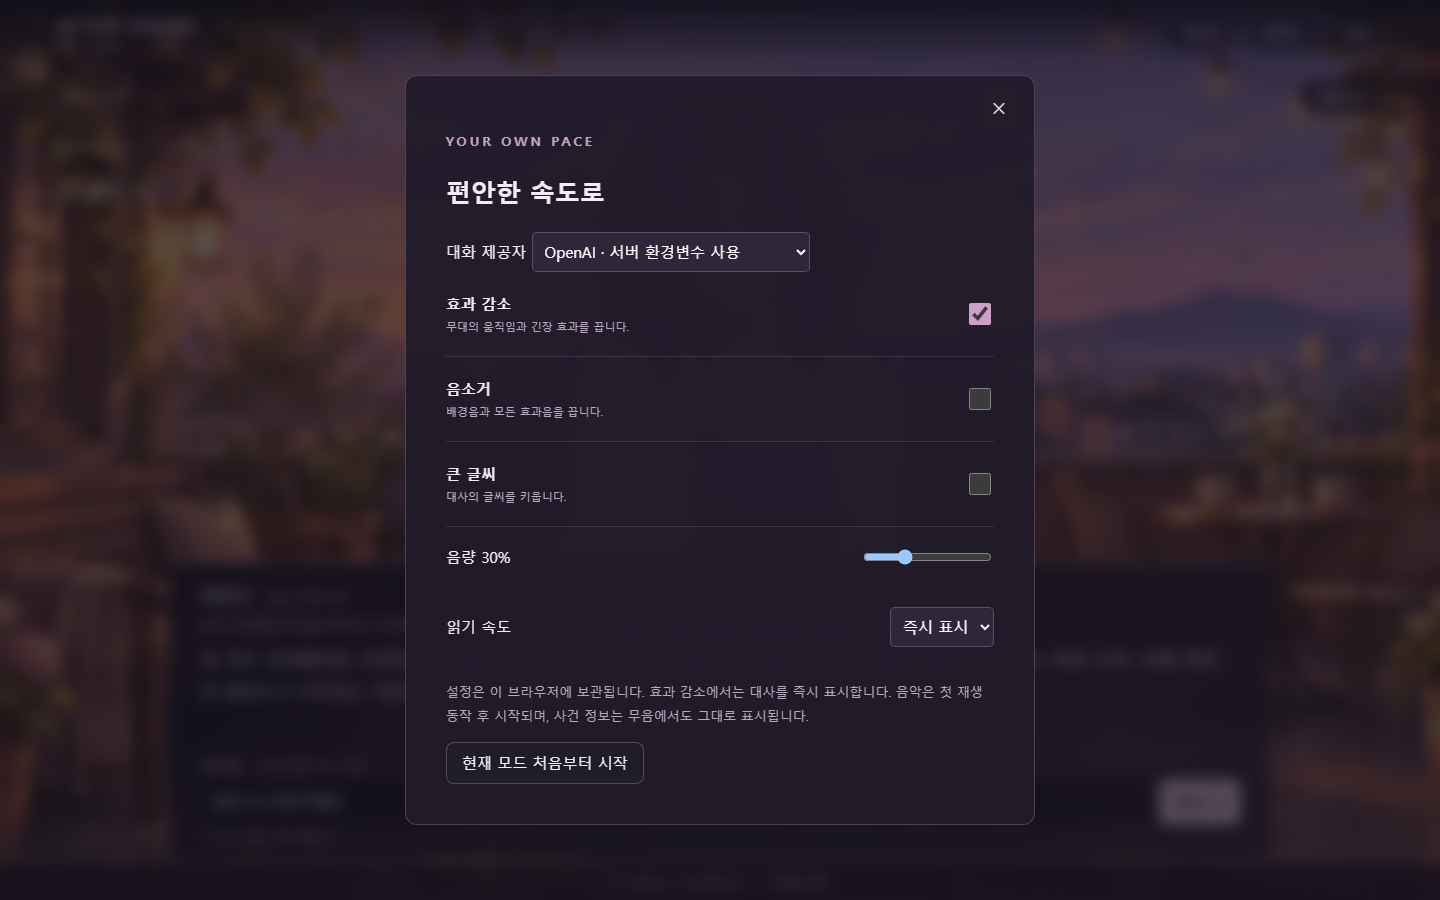 YOUR OWN PACE
편안한 속도로
대화 제공자 OpenAI · 서버 환경변수 사용
효과 감소
무대의 움직임과 긴장 효과를 끕니다.
음소거
배경음과 모든 효과음을 끕니다.
큰 글씨
대사의 글씨를 키웁니다.
음량 30%
읽기 속도 즉시 표시
설정은 이 브라우저에 보관됩니다. 효과 감소에서는 대사를 즉시 표시합니다. 음악은 첫 재생
동작 후 시작되며, 사건 정보는 무음에서도 그대로 표시됩니다.
현재 모드 처음부터 시작